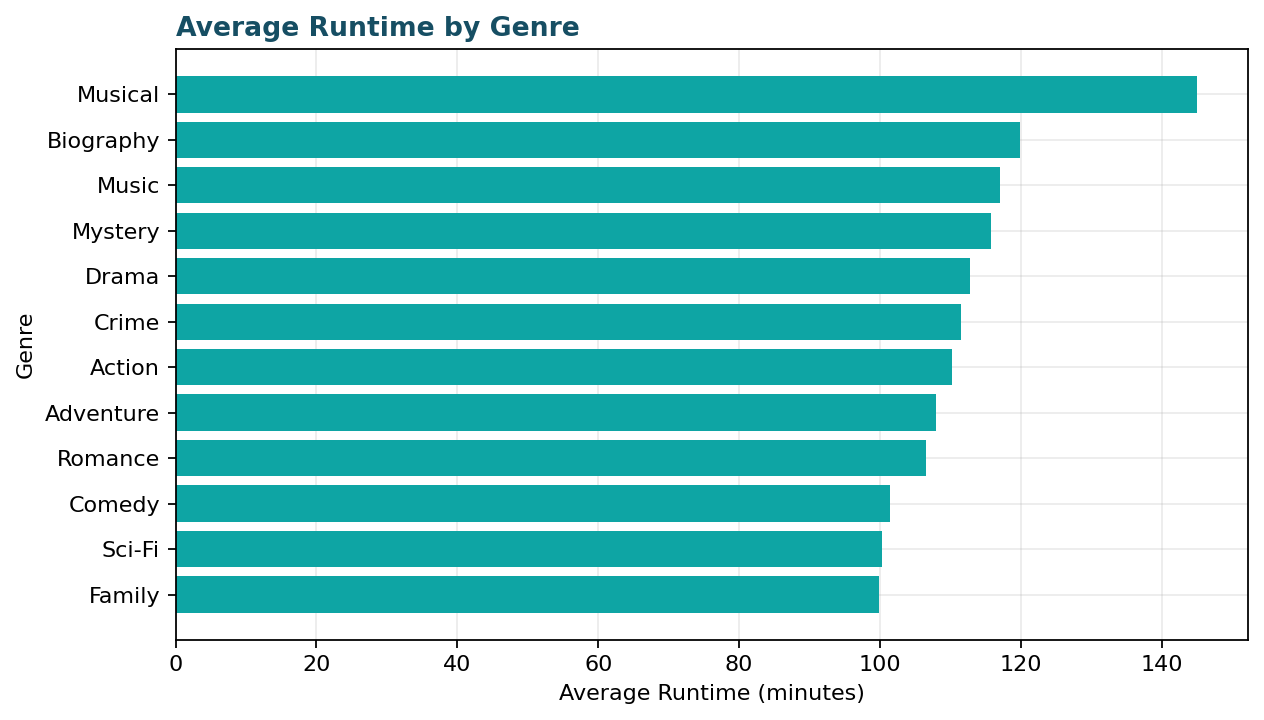 Average Runtime by Genre
Genre
Musical
Biography
Music
Mystery
Drama
Crime
Action
Adventure
Romance
Comedy
Sci-Fi
Family
0 20 40 60 80 100 120 140
Average Runtime (minutes)